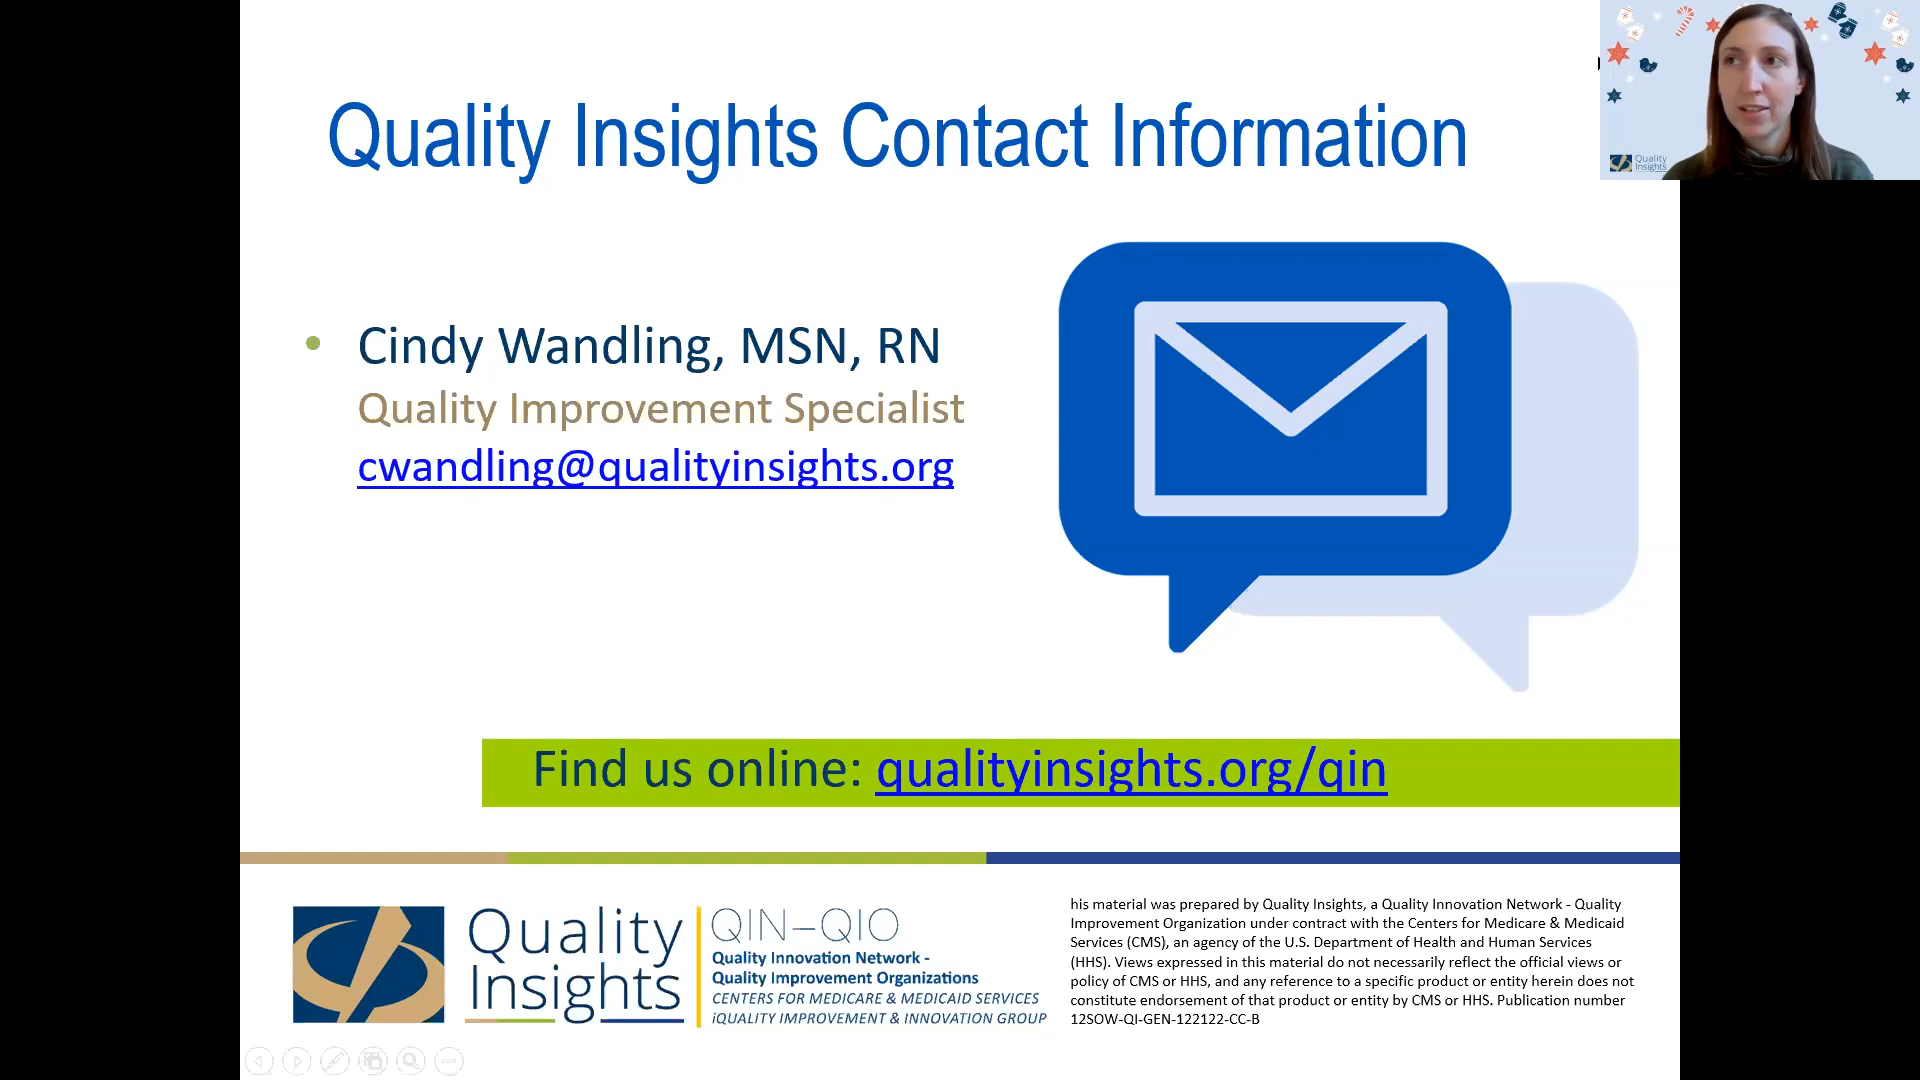 Quality Insights Contact Information
Quality
Insights
• Cindy Wandling, MSN, RN
Quality Improvement Specialist
cwandling@qualityinsights.org
Find us online: qualityinsights.org/qin
Quality
Insights
QIN–QIO
Quality Innovation Network -
Quality Improvement Organizations
CENTERS FOR MEDICARE & MEDICAID SERVICES
iQUALITY IMPROVEMENT & INNOVATION GROUP
his material was prepared by Quality Insights, a Quality Innovation Network - Quality
Improvement Organization under contract with the Centers for Medicare & Medicaid
Services (CMS), an agency of the U.S. Department of Health and Human Services
(HHS). Views expressed in this material do not necessarily reflect the official views or
policy of CMS or HHS, and any reference to a specific product or entity herein does not
constitute endorsement of that product or entity by CMS or HHS. Publication number
12SOW-QI-GEN-122122-CC-B